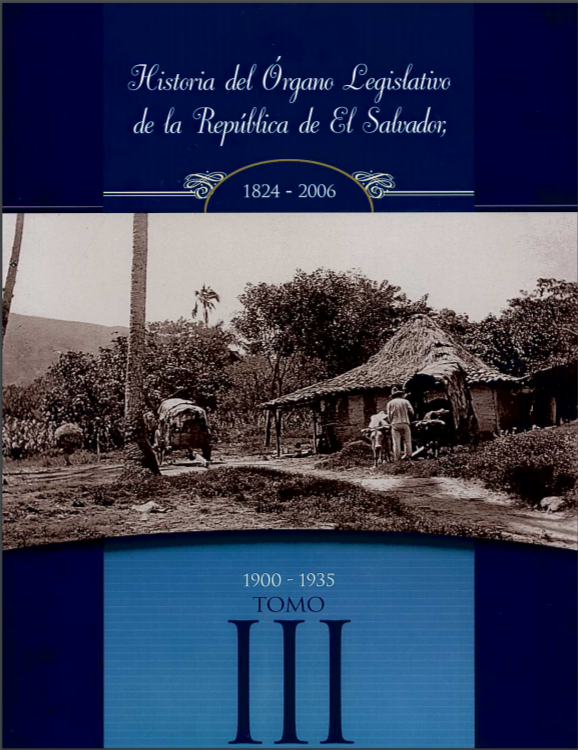 Historia del Órgano Legislativo
de la República de El Salvador,
1824 - 2006
1900 - 1935
TOMO
III